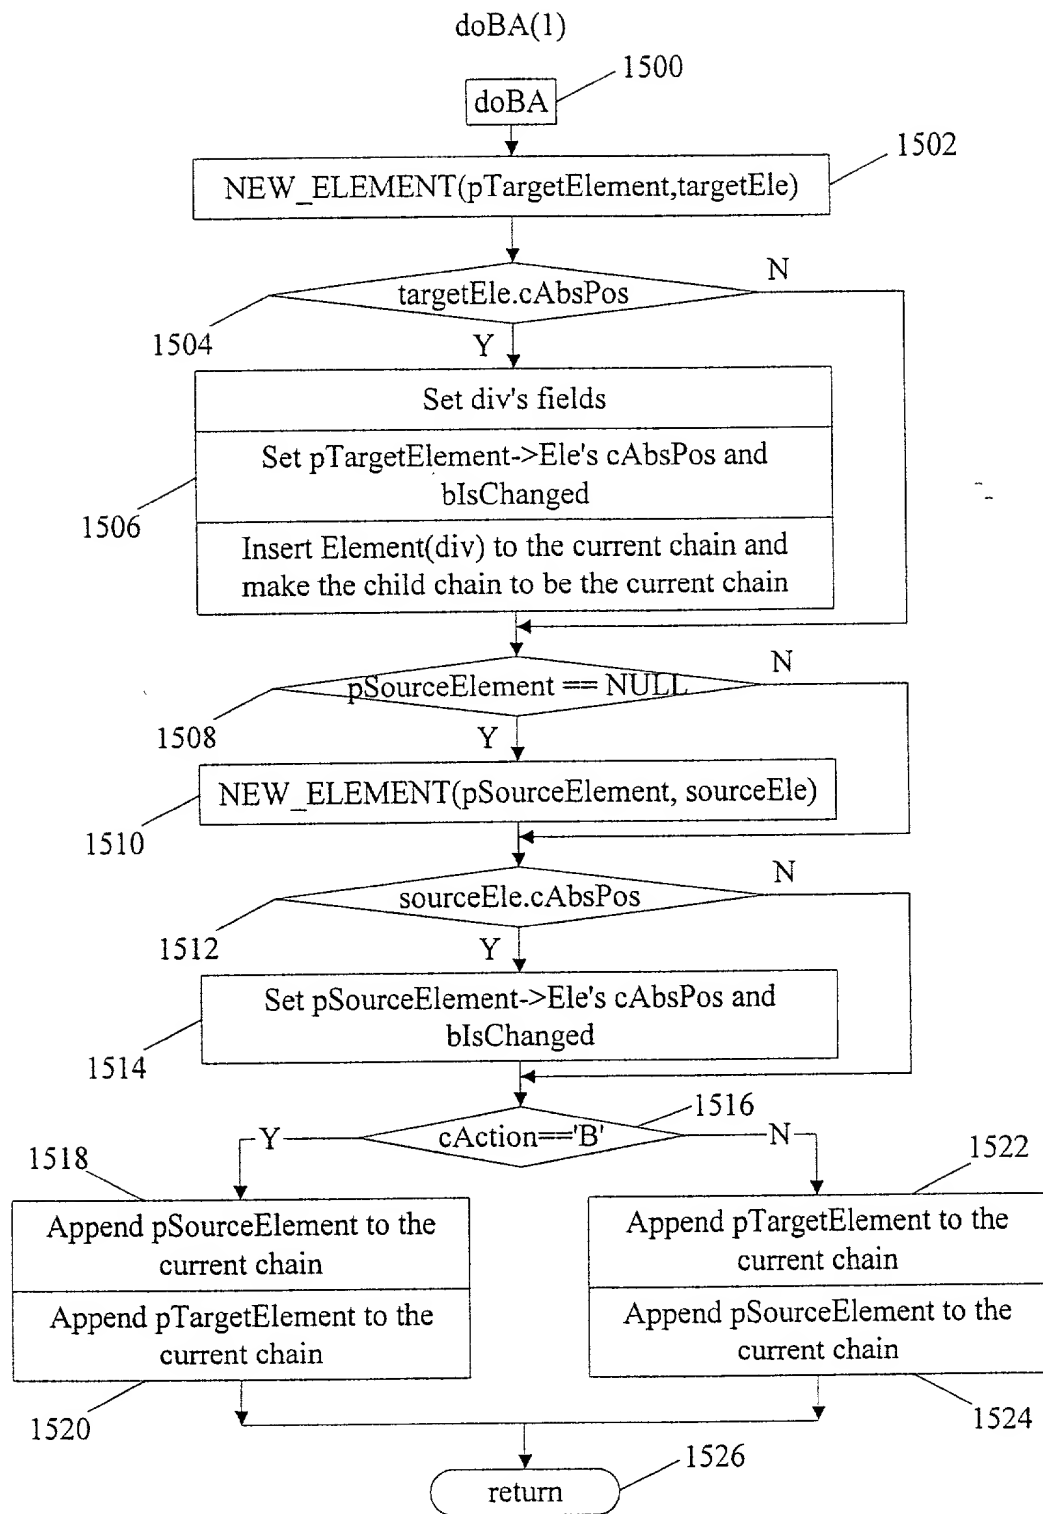 doBA(1)
1500
doBA
1502
NEW_ELEMENT(pTargetElement,targetEle)
N
targetEle.cAbsPos
1504
Y
Set div's fields
Set pTargetElement->Ele's cAbsPos and
bIsChanged
1506
Insert Element(div) to the current chain and
make the child chain to be the current chain
N
pSourceElement == NULL
1508
Y
NEW_ELEMENT(pSourceElement, sourceEle)
1510
N
sourceEle.cAbsPos
1512
Y
Set pSourceElement->Ele's cAbsPos and
bIsChanged
1514
1516
Y
cAction=='B'
N
1518
1522
Append pSourceElement to the
current chain
Append pTargetElement to the
current chain
Append pTargetElement to the
current chain
Append pSourceElement to the
current chain
1520
1524
1526
return